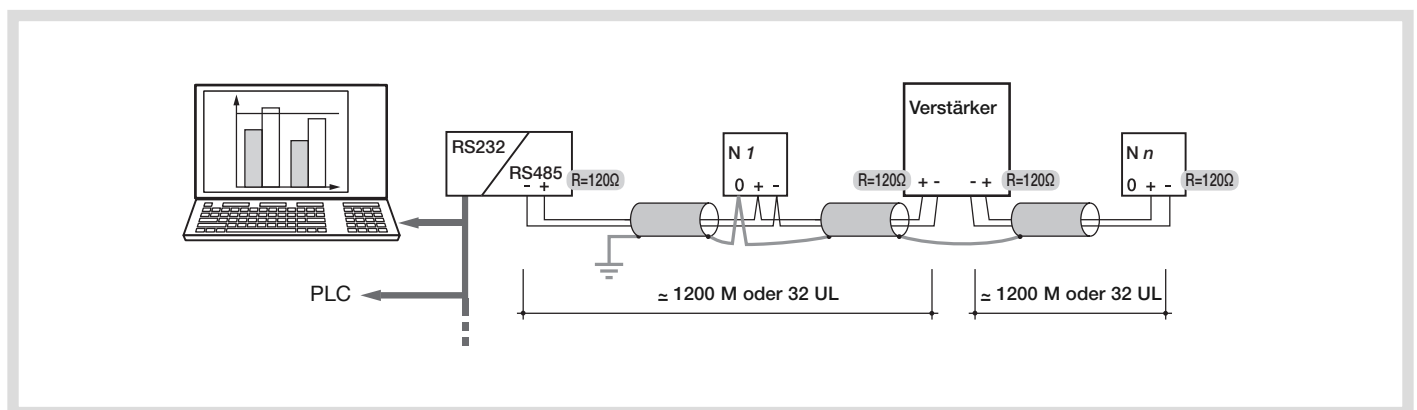 RS232
RS485
- +
R=120Ω
N 1
0 + -
Verstärker
R=120Ω
+ -
- +
R=120Ω
N n
0 + -
R=120Ω
PLC
≃ 1200 M oder 32 UL
≃ 1200 M oder 32 UL